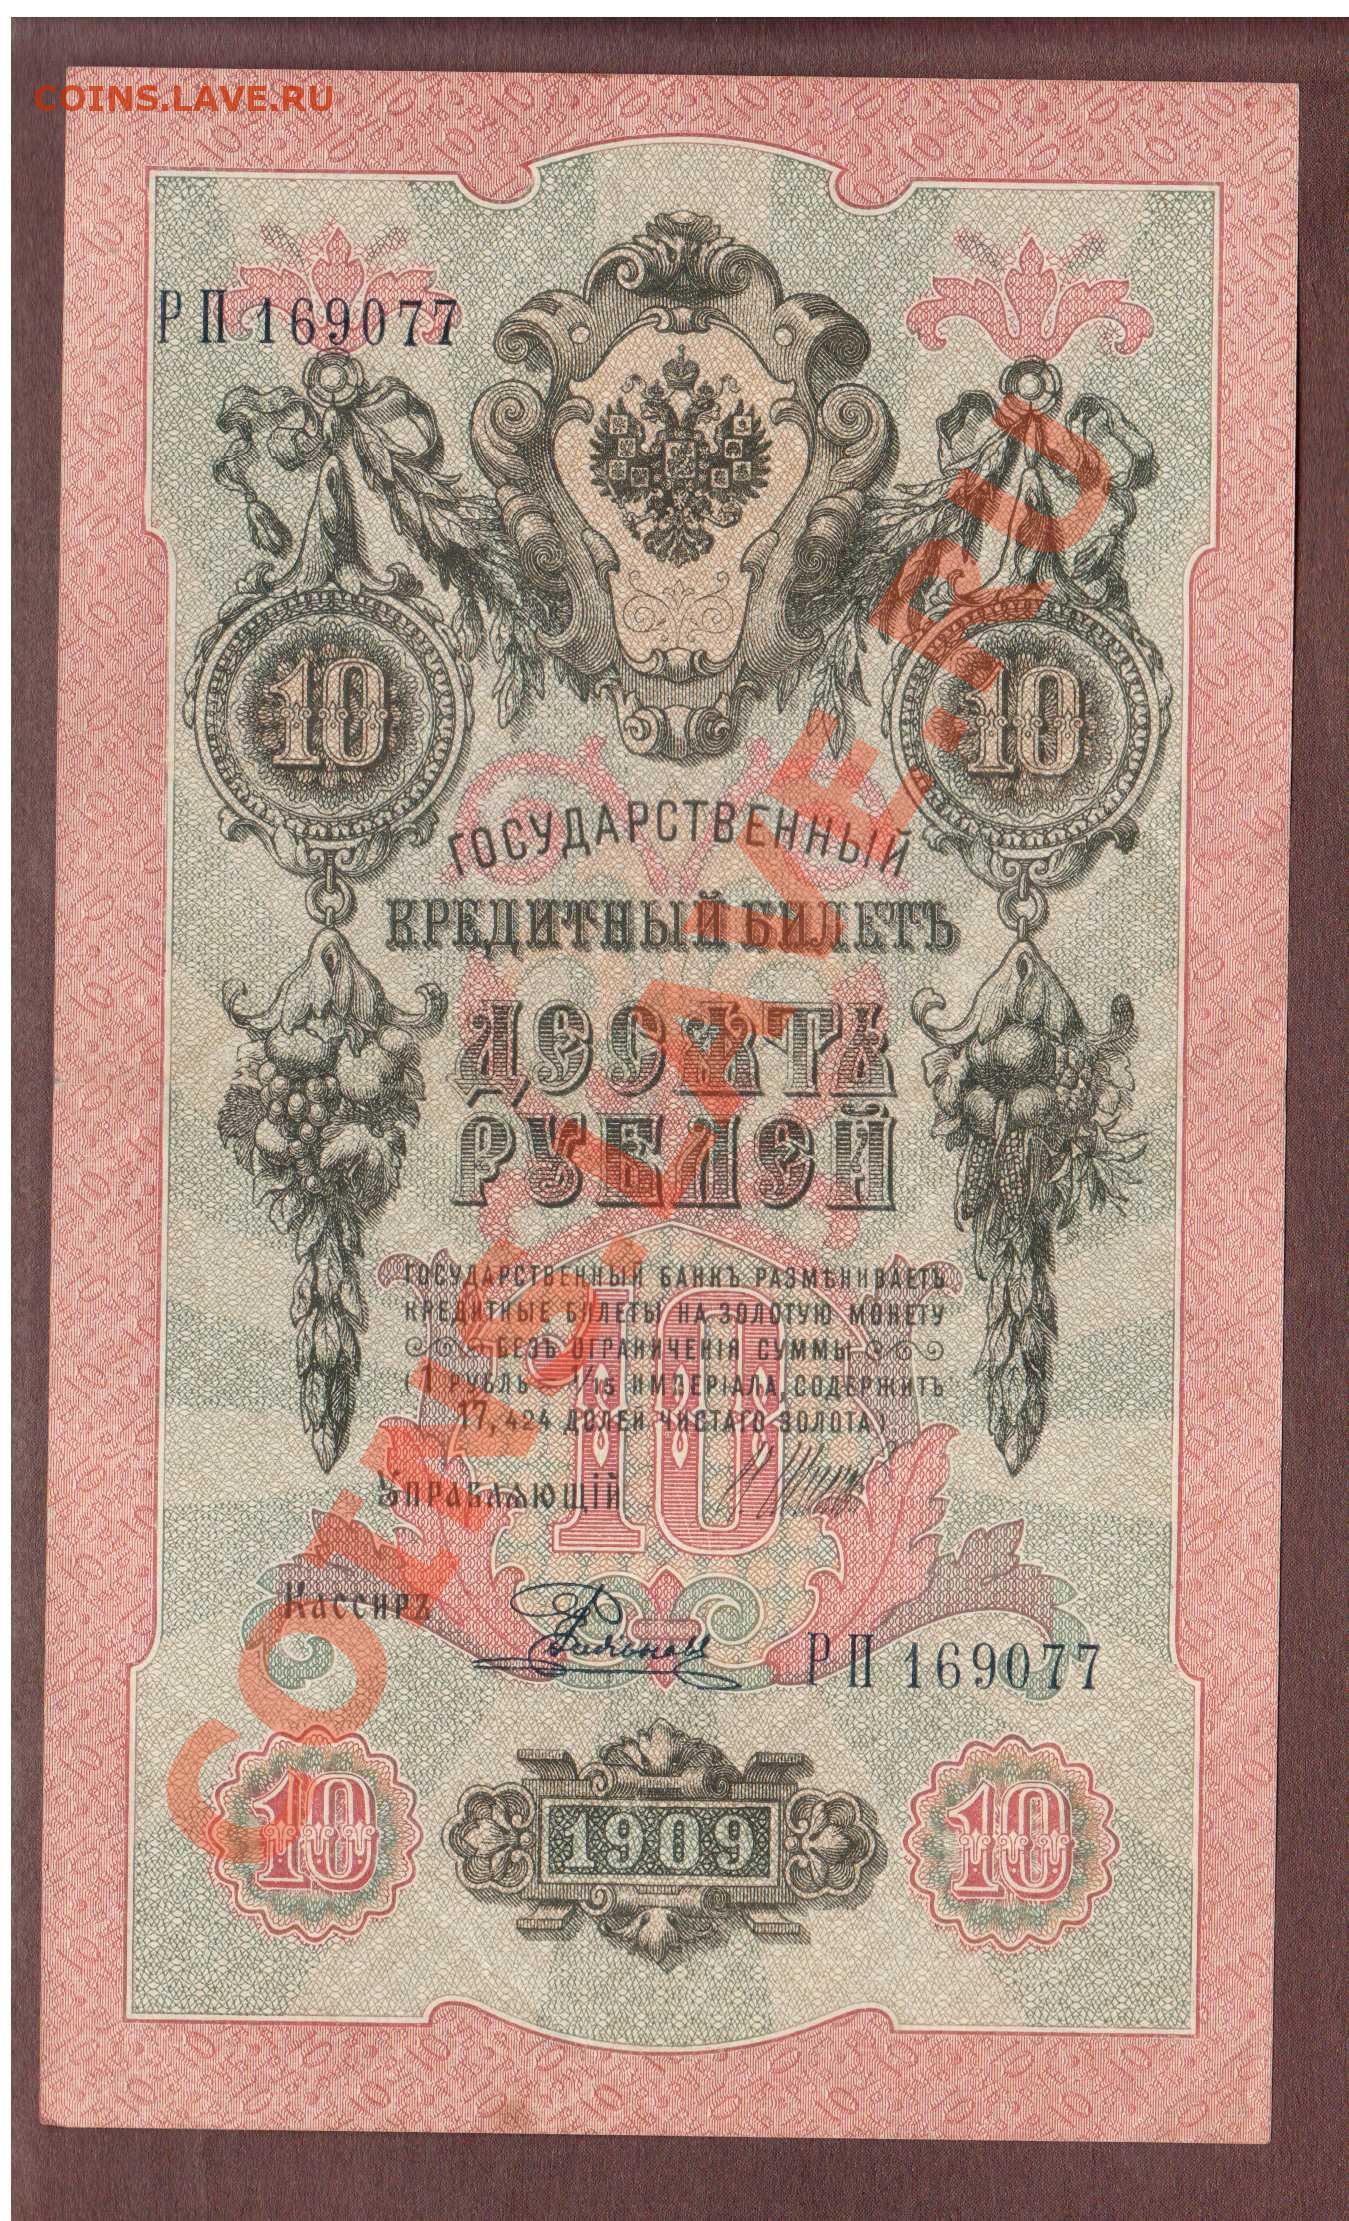 COINS.LAVE.RU
РП 169077
10 10
ГОСУДАРСТВЕННЫЙ
КРЕДИТНЫЙ БИЛЕТЪ
ДЕСЯТЬ
РУБЛЕЙ
ГОСУДАРСТВЕННЫЙ БАНКЪ РАЗМѢНИВАЕТЪ
КРЕДИТНЫЕ БИЛЕТЫ НА ЗОЛОТУЮ МОНЕТУ
БЕЗЪ ОГРАНИЧЕНІЯ СУММЫ
(1 РУБЛЬ = 1/15 ИМПЕРІАЛА, СОДЕРЖИТЪ
17,424 ДОЛЕЙ ЧИСТАГО ЗОЛОТА)
10
УПРАВЛЯЮЩІЙ
КАССИРЪ
РП 169077
10 1909 10
COINS.LAVE.RU